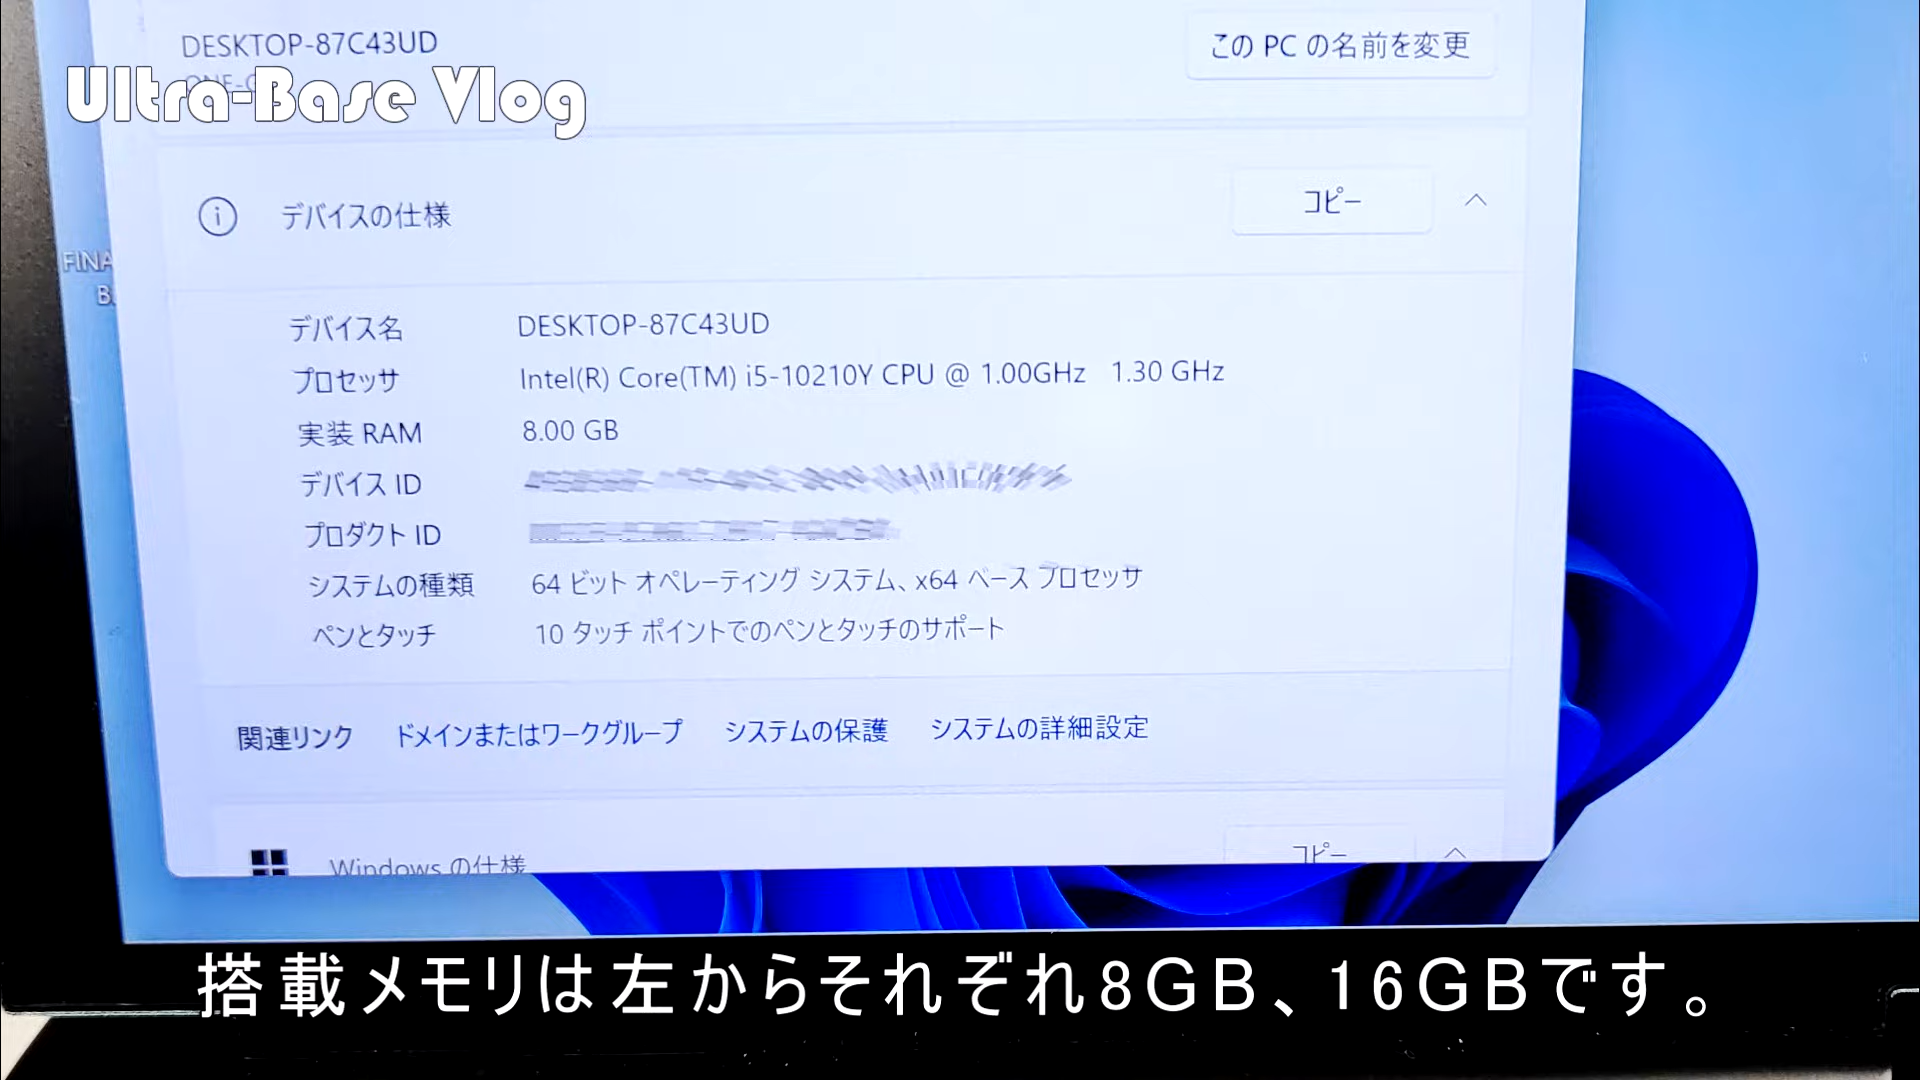 DESKTOP-87C43UD
このPCの名前を変更
Ultra-Base Vlog
デバイスの仕様
コピー
FINA
デバイス名 DESKTOP-87C43UD
プロセッサ Intel(R) Core(TM) i5-10210Y CPU @ 1.00GHz 1.30 GHz
実装 RAM 8.00 GB
デバイス ID
プロダクト ID
システムの種類 64 ビット オペレーティング システム、x64 ベース プロセッサ
ペンとタッチ 10 タッチ ポイントでのペンとタッチのサポート
関連リンク ドメインまたはワークグループ システムの保護 システムの詳細設定
Windows の仕様
コピー
搭載メモリは左からそれぞれ8GB、16GBです。